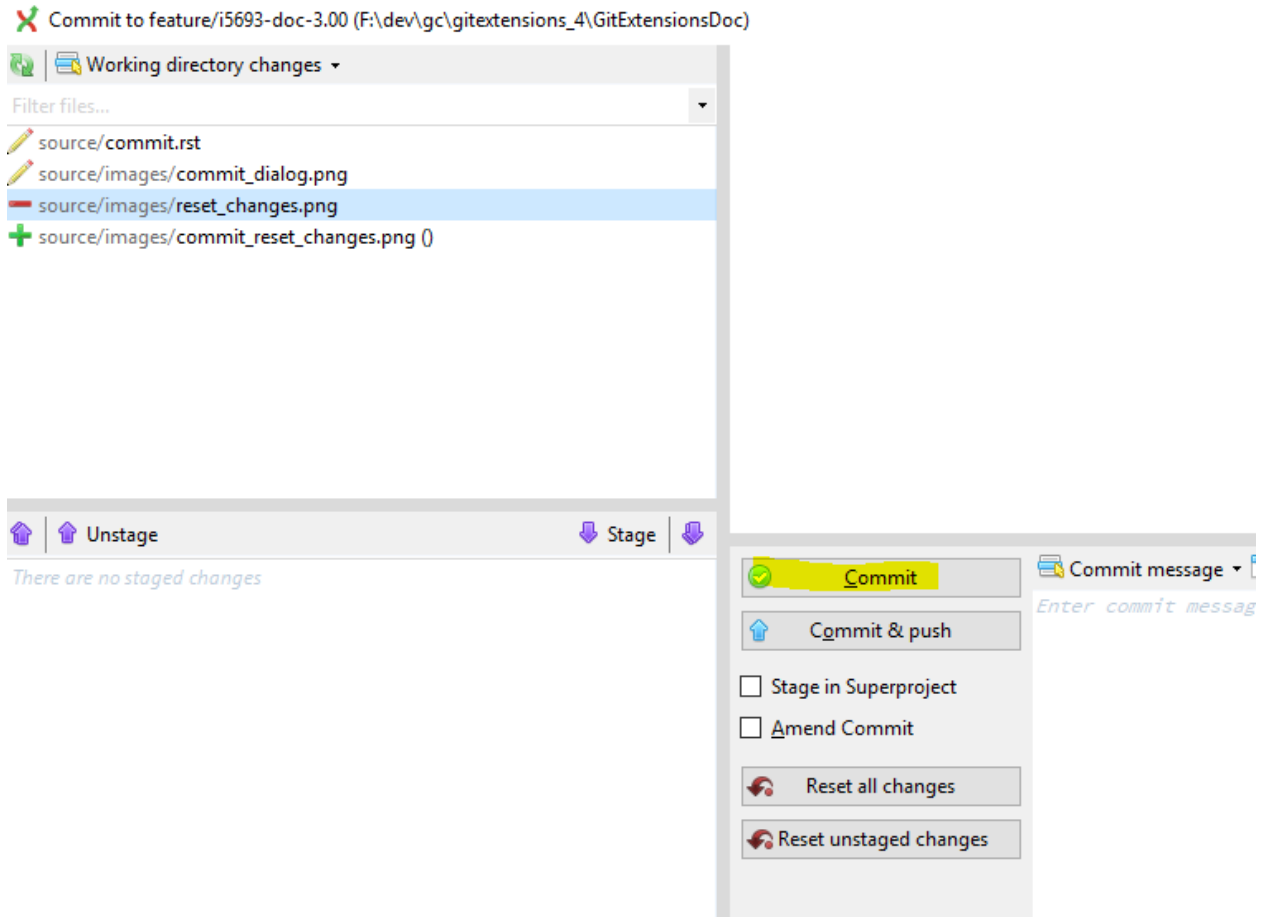 Commit to feature/i5693-doc-3.00 (F:\dev\gc\gitextensions_4\GitExtensionsDoc)
Working directory changes
Filter files...
source/commit.rst
source/images/commit_dialog.png
source/images/reset_changes.png
source/images/commit_reset_changes.png ()
Unstage
Stage
There are no staged changes
Commit
Commit & push
Stage in Superproject
Amend Commit
Reset all changes
Reset unstaged changes
Commit message
Enter commit messag